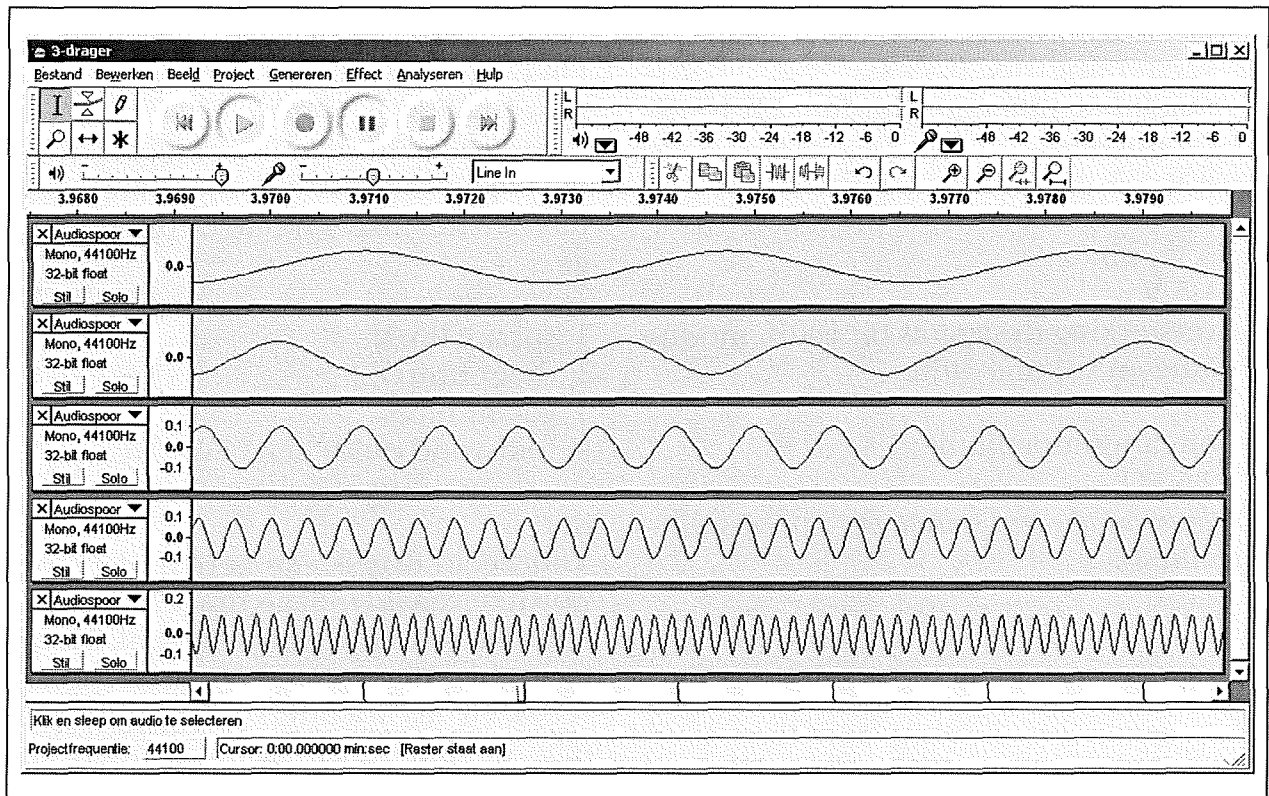 3-drager
Bestand Bewerken Beeld Project Genereren Effect Analyseren Hulp
L
R
-48 -42 -36 -30 -24 -18 -12 -6 0
L
R
-48 -42 -36 -30 -24 -18 -12 -6 0
- + - + Line In
3.9680 3.9690 3.9700 3.9710 3.9720 3.9730 3.9740 3.9750 3.9760 3.9770 3.9780 3.9790
Audiospoor
Mono, 44100Hz
32-bit float
Stil Solo
0.0
Audiospoor
Mono, 44100Hz
32-bit float
Stil Solo
0.0
Audiospoor
Mono, 44100Hz
32-bit float
Stil Solo
0.1
0.0
-0.1
Audiospoor
Mono, 44100Hz
32-bit float
Stil Solo
0.1
0.0
-0.1
Audiospoor
Mono, 44100Hz
32-bit float
Stil Solo
0.2
0.0
-0.1
Klik en sleep om audio te selecteren
Projectfrequentie: 44100 Cursor: 0:00.000000 min:sec [Raster staat aan]